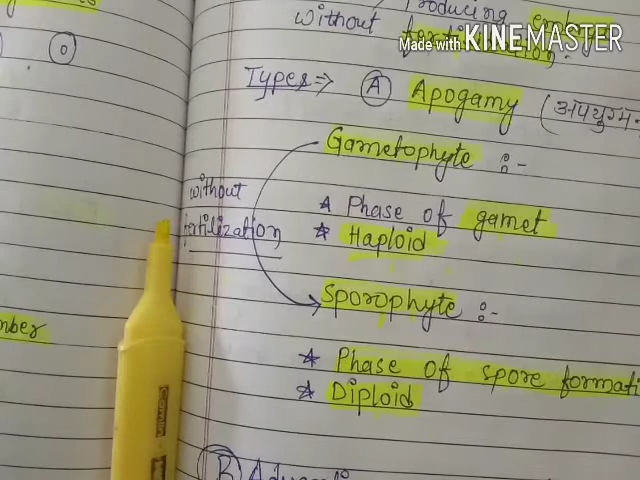 Producing
without fertilization.
Made with KINEMASTER
Types ⇒ (A) Apogamy (
Gametophyte :-
without
fertilization
★ Phase of gamet
★ Haploid
Sporophyte :-
★ Phase of spore formati
★ Diploid
(B)